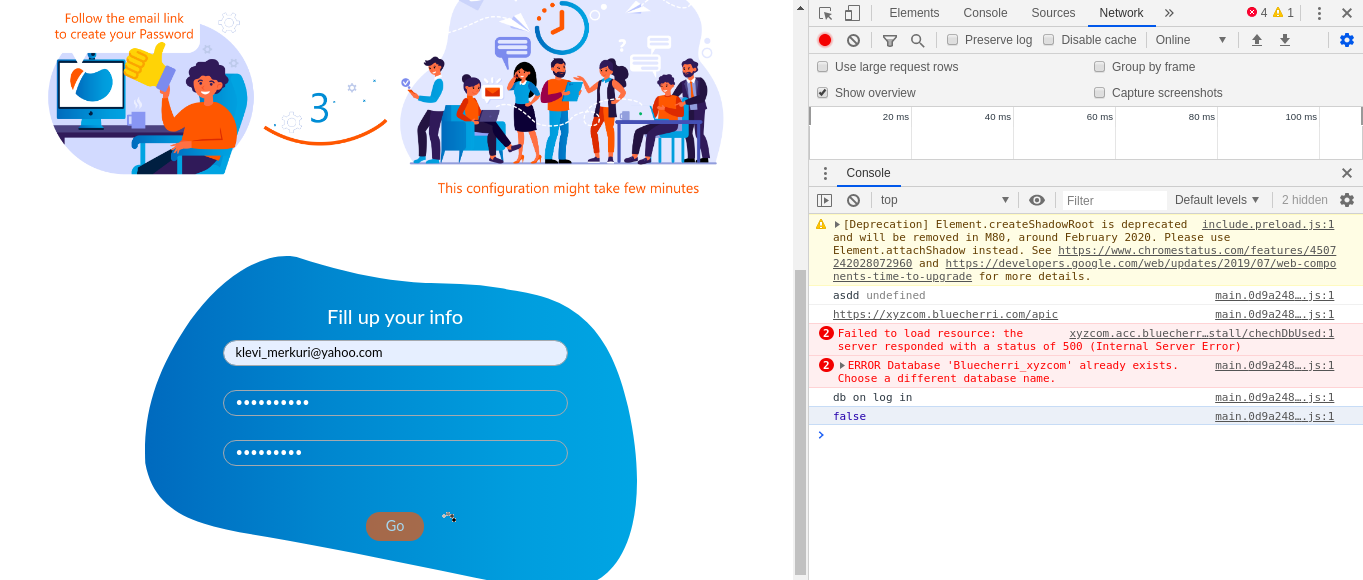 Follow the email link
to create your Password
3
?
This configuration might take few minutes
Fill up your info
klevi_merkuri@yahoo.com
••••••••••
•••••••••
Go
Elements Console Sources Network » 4 1
Preserve log Disable cache Online ▼
Use large request rows Group by frame
Show overview Capture screenshots
20 ms 40 ms 60 ms 80 ms 100 ms
Console
top ▼ Filter Default levels ▼ 2 hidden
[Deprecation] Element.createShadowRoot is deprecated include.preload.js:1
and will be removed in M80, around February 2020. Please use
Element.attachShadow instead. See https://www.chromestatus.com/features/4507
242028072960 and https://developers.google.com/web/updates/2019/07/web-compo
nents-time-to-upgrade for more details.
asdd undefined main.0d9a248….js:1
https://xyzcom.bluecherri.com/apic main.0d9a248….js:1
2 Failed to load resource: the xyzcom.acc.bluecherr…stall/chechDbUsed:1
server responded with a status of 500 (Internal Server Error)
2 ERROR Database 'Bluecherri_xyzcom' already exists. main.0d9a248….js:1
Choose a different database name.
db on log in main.0d9a248….js:1
false main.0d9a248….js:1